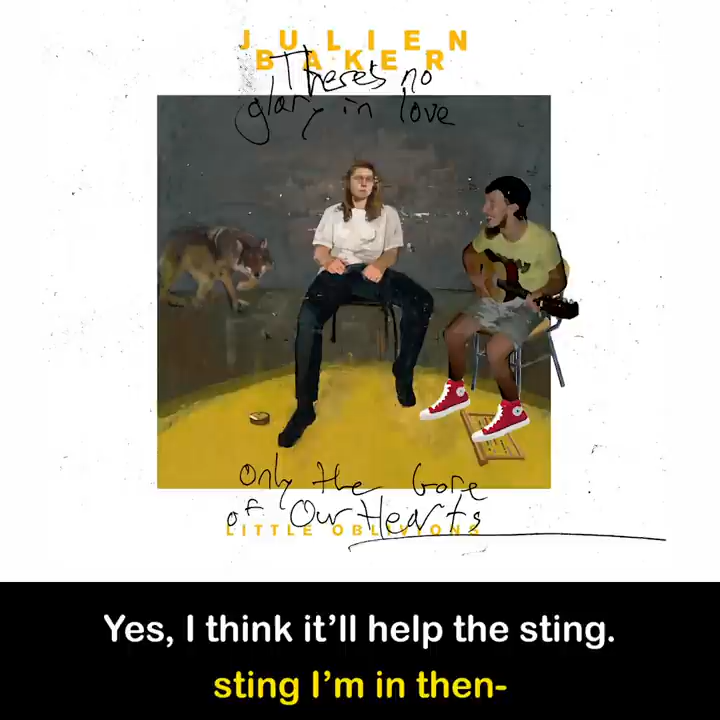 JULIEN
BAKER
There's no
glory in love
Only the Gore
of Our Hearts
LITTLE OBLIVIONS
Yes, I think it'll help the sting.
sting I'm in then-